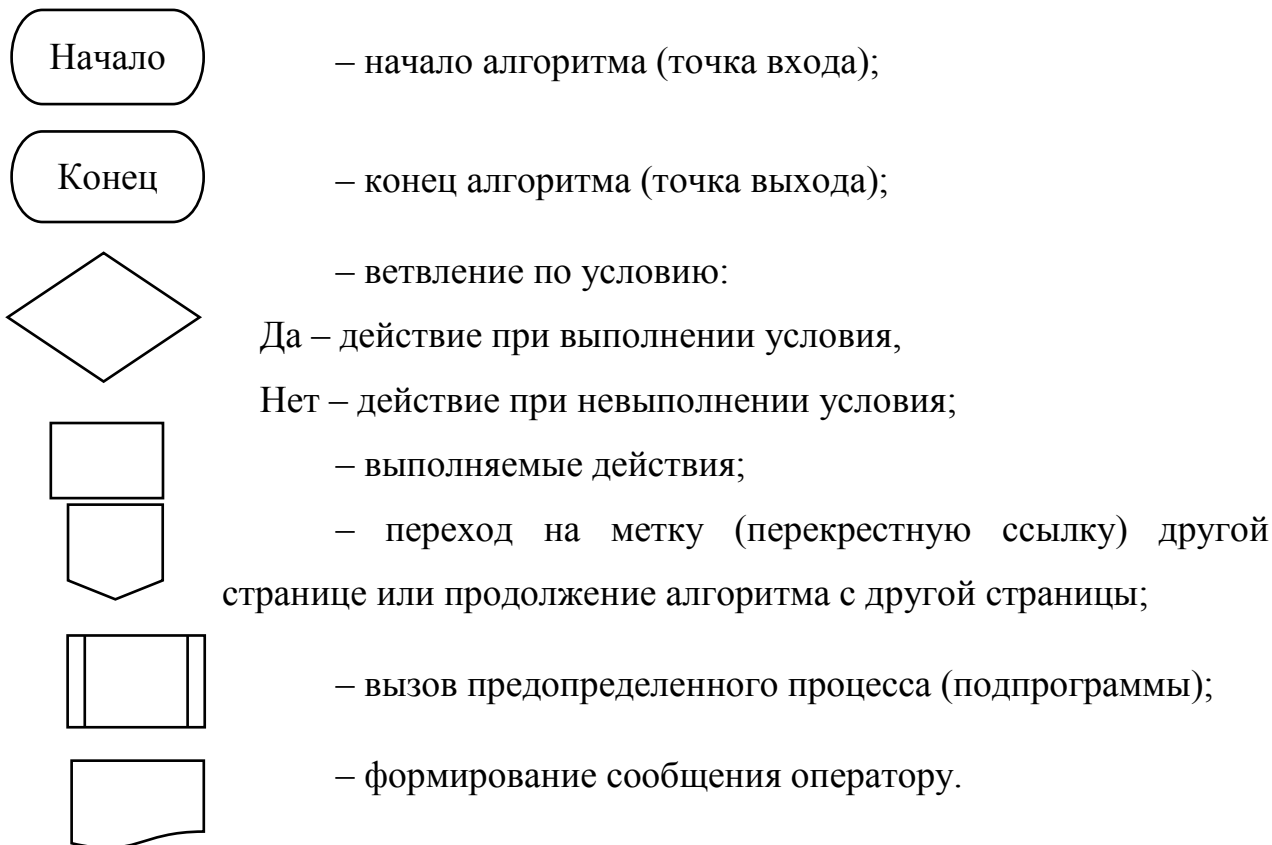 Начало – начало алгоритма (точка входа);
Конец – конец алгоритма (точка выхода);
– ветвление по условию:
Да – действие при выполнении условия,
Нет – действие при невыполнении условия;
– выполняемые действия;
– переход на метку (перекрестную ссылку) другой
странице или продолжение алгоритма с другой страницы;
– вызов предопределенного процесса (подпрограммы);
– формирование сообщения оператору.